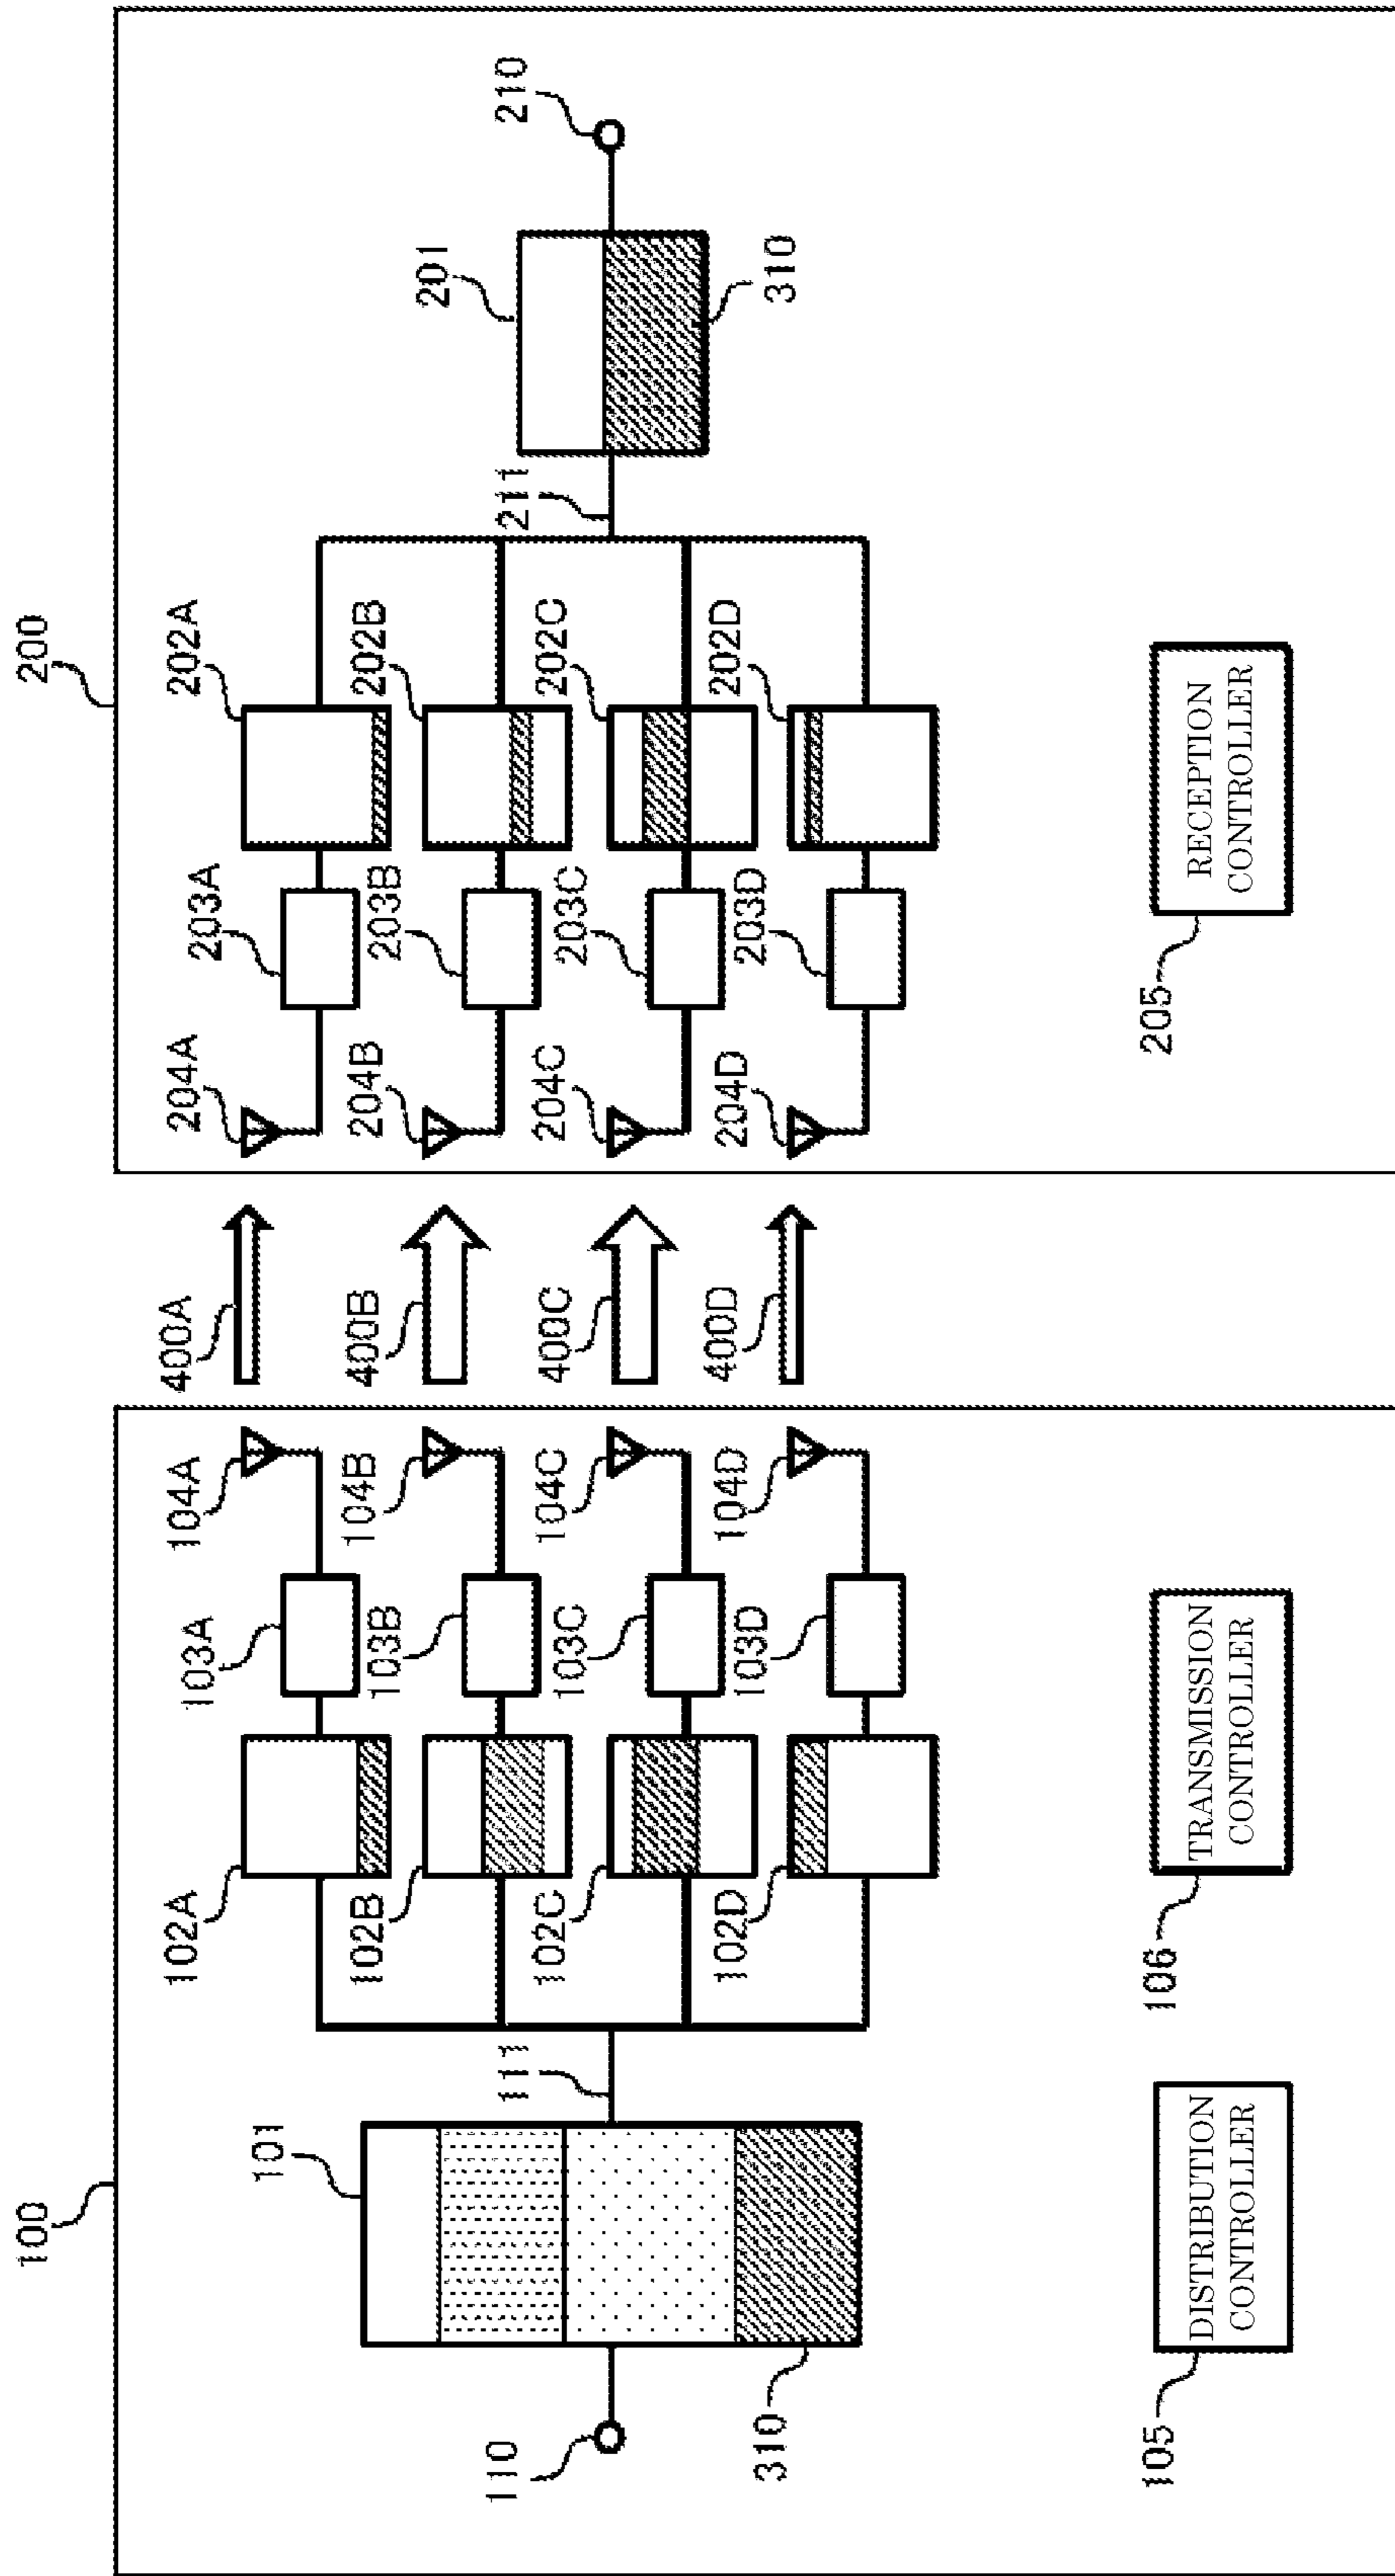 100
101
110
310
111
102A
103A
104A
102B
103B
104B
102C
103C
104C
102D
103D
104D
DISTRIBUTION
CONTROLLER
105
TRANSMISSION
CONTROLLER
106
400A
400B
400C
400D
200
204A
203A
202A
204B
203B
202B
204C
203C
202C
204D
203D
202D
211
201
310
210
RECEPTION
CONTROLLER
205